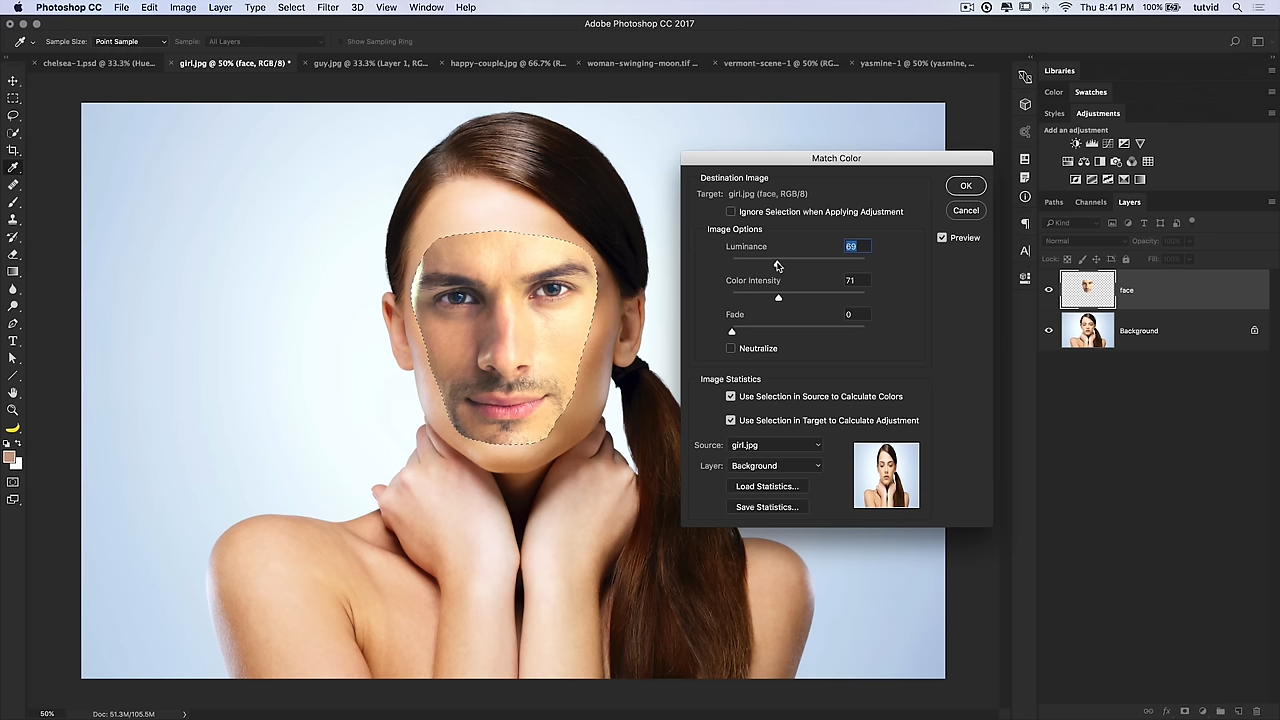 Photoshop CC File Edit Image Layer Type Select Filter 3D View Window Help Thu 8:41 PM 100% tutvid
Adobe Photoshop CC 2017
Sample Size: Point Sample Sample: All Layers Show Sampling Ring
chelsea-1.psd @ 33.3% (Hue... girl.jpg @ 50% (face, RGB/8) * guy.jpg @ 33.3% (Layer 1, RG... happy-couple.jpg @ 66.7% (R... woman-swinging-moon.tif ... vermont-scene-1 @ 50% (RG... yasmine-1 @ 50% (yasmine, ...
Match Color
Destination Image
Target: girl.jpg (face, RGB/8)
Ignore Selection when Applying Adjustment
Image Options
Luminance 69
Color Intensity 71
Fade 0
Neutralize
Image Statistics
Use Selection in Source to Calculate Colors
Use Selection in Target to Calculate Adjustment
Source: girl.jpg
Layer: Background
Load Statistics...
Save Statistics...
OK
Cancel
Preview
Libraries
Color Swatches
Styles Adjustments
Add an adjustment
Paths Channels Layers
Kind
Normal Opacity: 100%
Lock: Fill: 100%
face
Background
50% Doc: 51.3M/105.5M